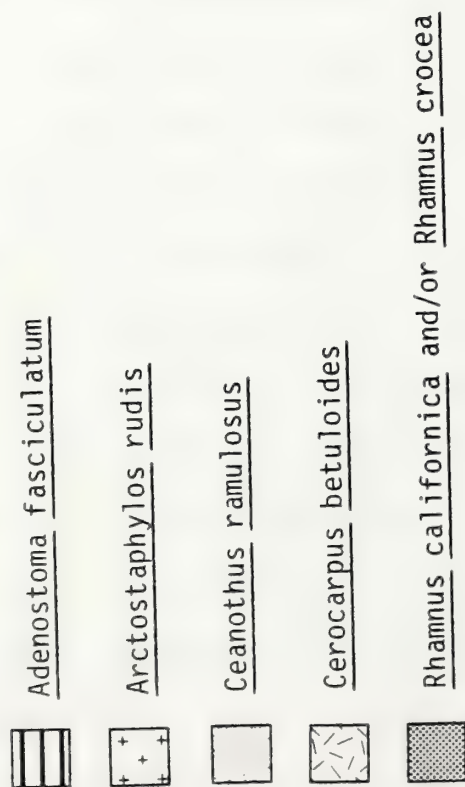 Adenostoma fasciculatum
Arctostaphylos rudis
Ceanothus ramulosus
Cerocarpus betuloides
Rhamnus californica and/or Rhamnus crocea